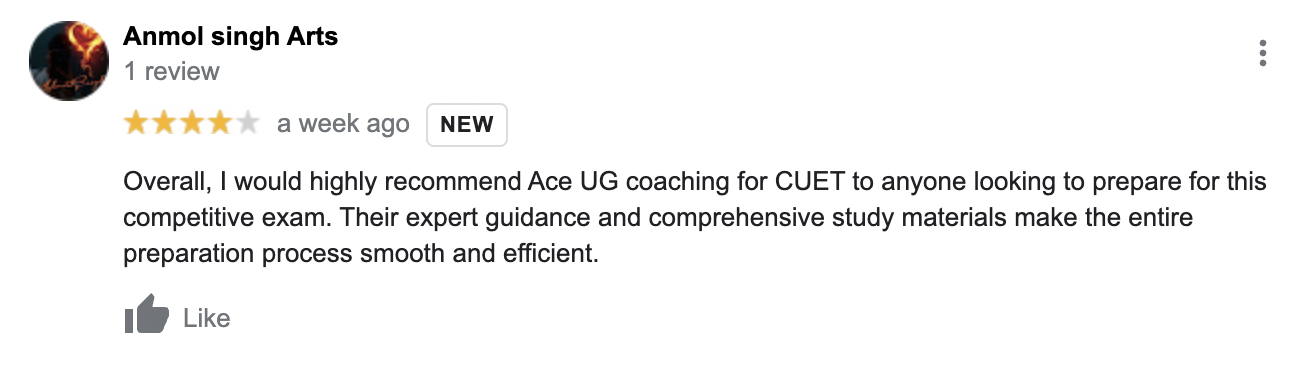 Anmol singh Arts
1 review
a week ago NEW
Overall, I would highly recommend Ace UG coaching for CUET to anyone looking to prepare for this
competitive exam. Their expert guidance and comprehensive study materials make the entire
preparation process smooth and efficient.
Like